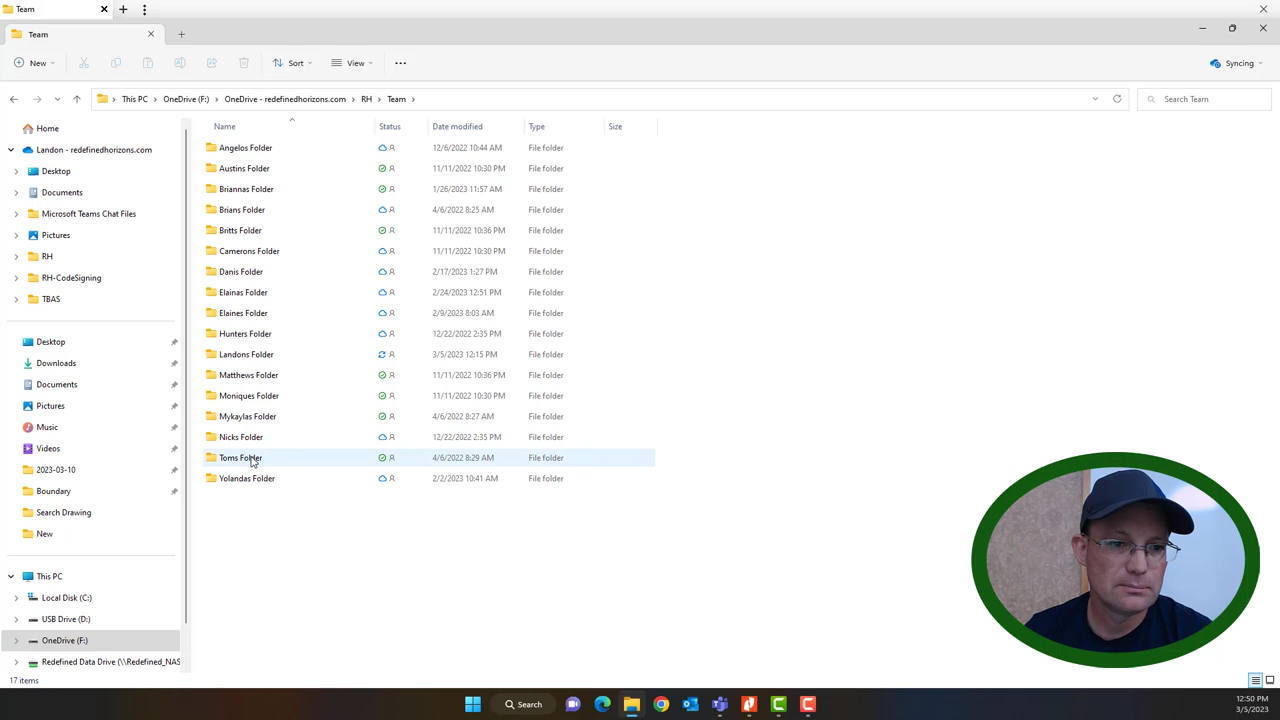 Team
Team
New
Sort
View
Syncing
This PC
OneDrive (F:)
OneDrive - redefinedhorizons.com
RH
Team
Search Team
Home
Landon - redefinedhorizons.com
Desktop
Documents
Microsoft Teams Chat Files
Pictures
RH
RH-CodeSigning
TBAS
Desktop
Downloads
Documents
Pictures
Music
Videos
2023-03-10
Boundary
Search Drawing
New
This PC
Local Disk (C:)
USB Drive (D:)
OneDrive (F:)
Redefined Data Drive (\\Redefined_NAS
Name Status Date modified Type Size
Angelos Folder 12/6/2022 10:44 AM File folder
Austins Folder 11/11/2022 10:30 PM File folder
Briannas Folder 1/26/2023 11:57 AM File folder
Brians Folder 4/6/2022 8:25 AM File folder
Britts Folder 11/11/2022 10:36 PM File folder
Camerons Folder 11/11/2022 10:30 PM File folder
Danis Folder 2/17/2023 1:27 PM File folder
Elainas Folder 2/24/2023 12:51 PM File folder
Elaines Folder 2/9/2023 8:03 AM File folder
Hunters Folder 12/22/2022 2:35 PM File folder
Landons Folder 3/5/2023 12:15 PM File folder
Matthews Folder 11/11/2022 10:36 PM File folder
Moniques Folder 11/11/2022 10:30 PM File folder
Mykaylas Folder 4/6/2022 8:27 AM File folder
Nicks Folder 12/22/2022 2:35 PM File folder
Toms Folder 4/6/2022 8:29 AM File folder
Yolandas Folder 2/2/2023 10:41 AM File folder
17 items
Search
12:50 PM
3/5/2023